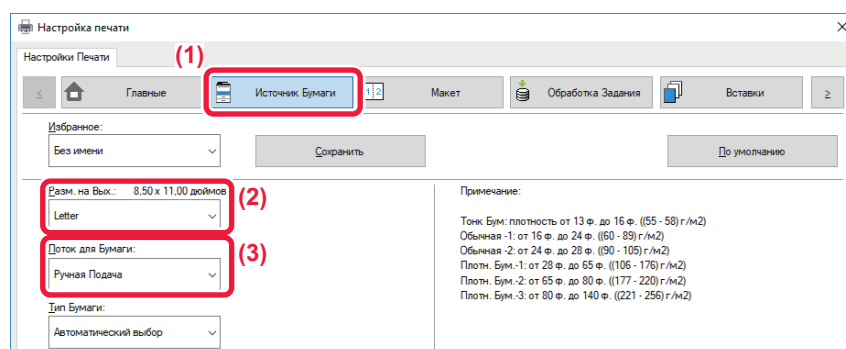 Настройка печати
Настройки Печати
(1)
≤ Главные Источник Бумаги 1 2 Макет Обработка Задания Вставки ≥
Избранное:
Без имени Сохранить По умолчанию
Разм. на Вых.: 8,50 x 11,00 дюймов
Letter
(2)
Поток для Бумаги:
Ручная Подача
(3)
Тип Бумаги:
Автоматический выбор
Примечание:
Тонк. Бум: плотность от 13 ф. до 16 ф. ((55 - 58) г/м2)
Обычная -1: от 16 ф. до 24 ф. ((60 - 89) г/м2)
Обычная -2: от 24 ф. до 28 ф. ((90 - 105) г/м2)
Плотн. Бум.-1: от 28 ф. до 65 ф. ((106 - 176) г/м2)
Плотн. Бум.-2: от 65 ф. до 80 ф. ((177 - 220) г/м2)
Плотн. Бум.-3: от 80 ф. до 140 ф. ((221 - 256) г/м2)